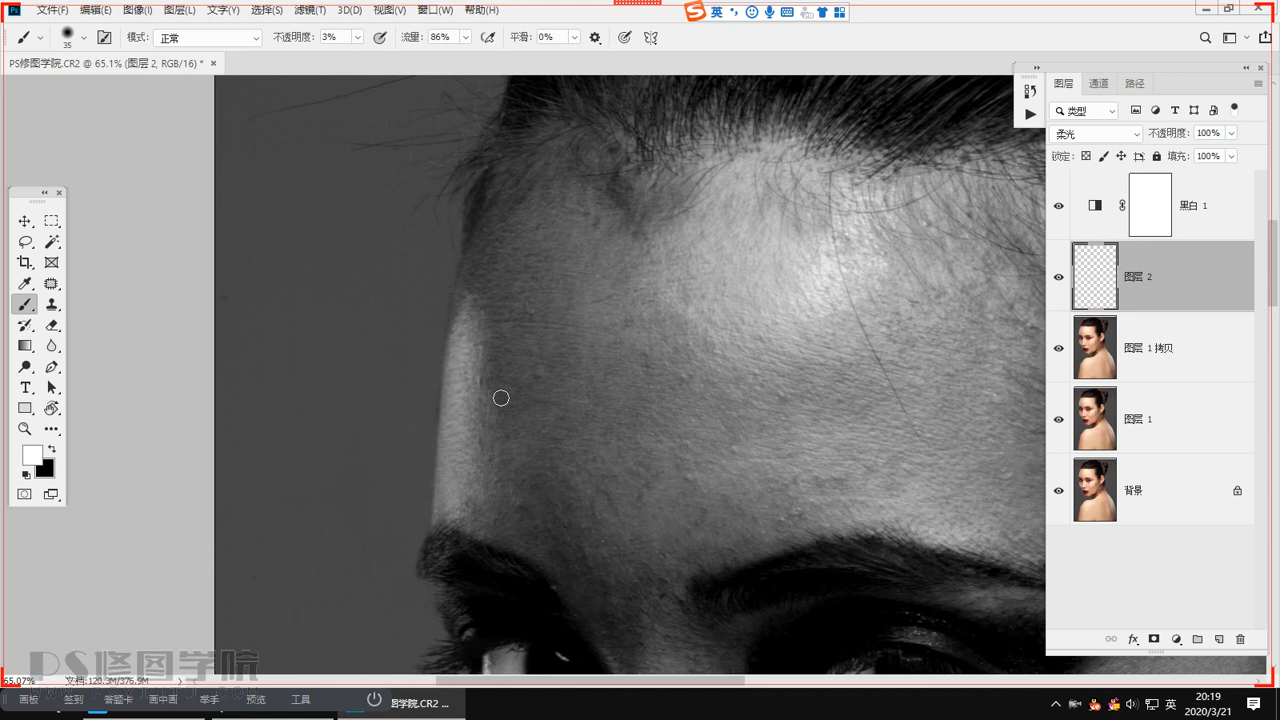 文件(F) 编辑(E) 图像(I) 图层(L) 文字(Y) 选择(S) 滤镜(T) 3D(D) 视图(V) 窗口(W) 帮助(H)
英
35 模式: 正常 不透明度: 3% 流量: 86% 平滑: 0%
PS修图学院.CR2 @ 65.1% (图层 2, RGB/16) *
图层 通道 路径
类型
柔光 不透明度: 100%
锁定: 填充: 100%
黑白 1
图层 2
图层 1 拷贝
图层 1
背景
PS修图学院
65.07% 文档:120.3M/376.9M
画板 签到 答题卡 画中画 举手 预览 工具
图学院.CR2 ...
英
20:19
2020/3/21